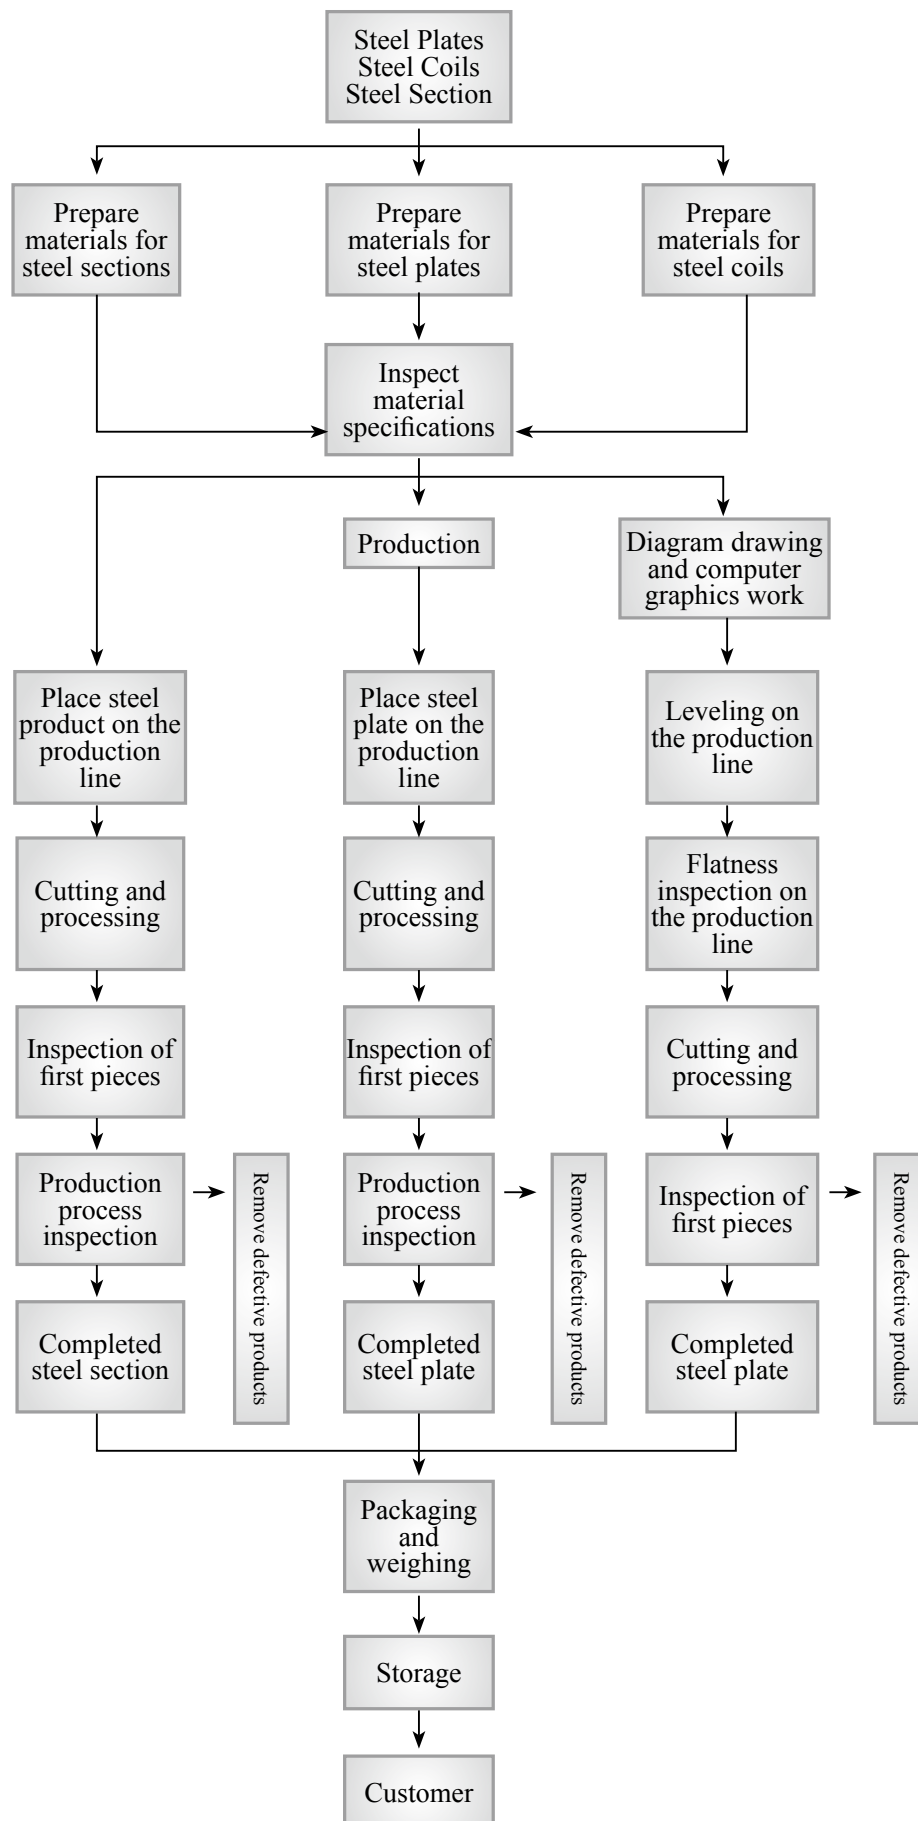 Steel Plates
Steel Coils
Steel Section
Prepare
materials for
steel sections
Prepare
materials for
steel plates
Prepare
materials for
steel coils
Inspect
material
specifications
Production
Diagram drawing
and computer
graphics work
Place steel
product on the
production
line
Place steel
plate on the
production
line
Leveling on
the production
line
Cutting and
processing
Cutting and
processing
Flatness
inspection on
the production
line
Inspection of
first pieces
Inspection of
first pieces
Cutting and
processing
Production
process
inspection
Remove defective products
Production
process
inspection
Remove defective products
Inspection of
first pieces
Remove defective products
Completed
steel section
Completed
steel plate
Completed
steel plate
Packaging
and
weighing
Storage
Customer